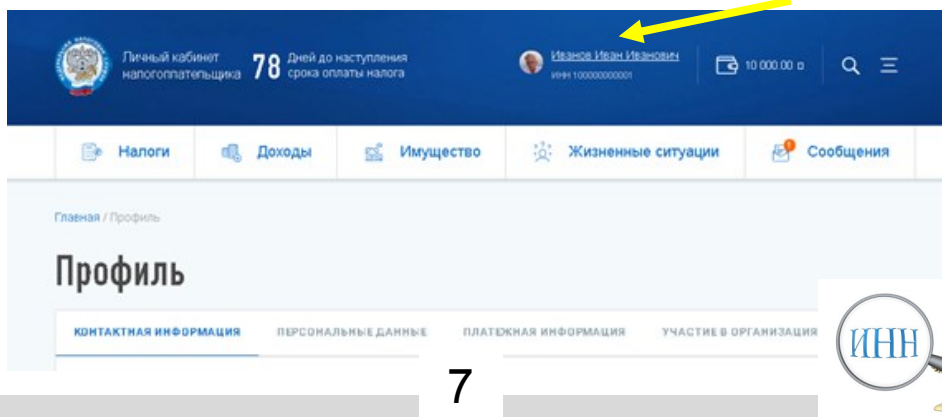 Личный кабинет
налогоплательщика
78 Дней до наступления
срока оплаты налога
Иванов Иван Иванович
ИНН 100000000001
10 000.00
Налоги Доходы Имущество Жизненные ситуации Сообщения
Главная / Профиль
Профиль
КОНТАКТНАЯ ИНФОРМАЦИЯ ПЕРСОНАЛЬНЫЕ ДАННЫЕ ПЛАТЕЖНАЯ ИНФОРМАЦИЯ УЧАСТИЕ В ОРГАНИЗАЦИЯ
ИНН
7